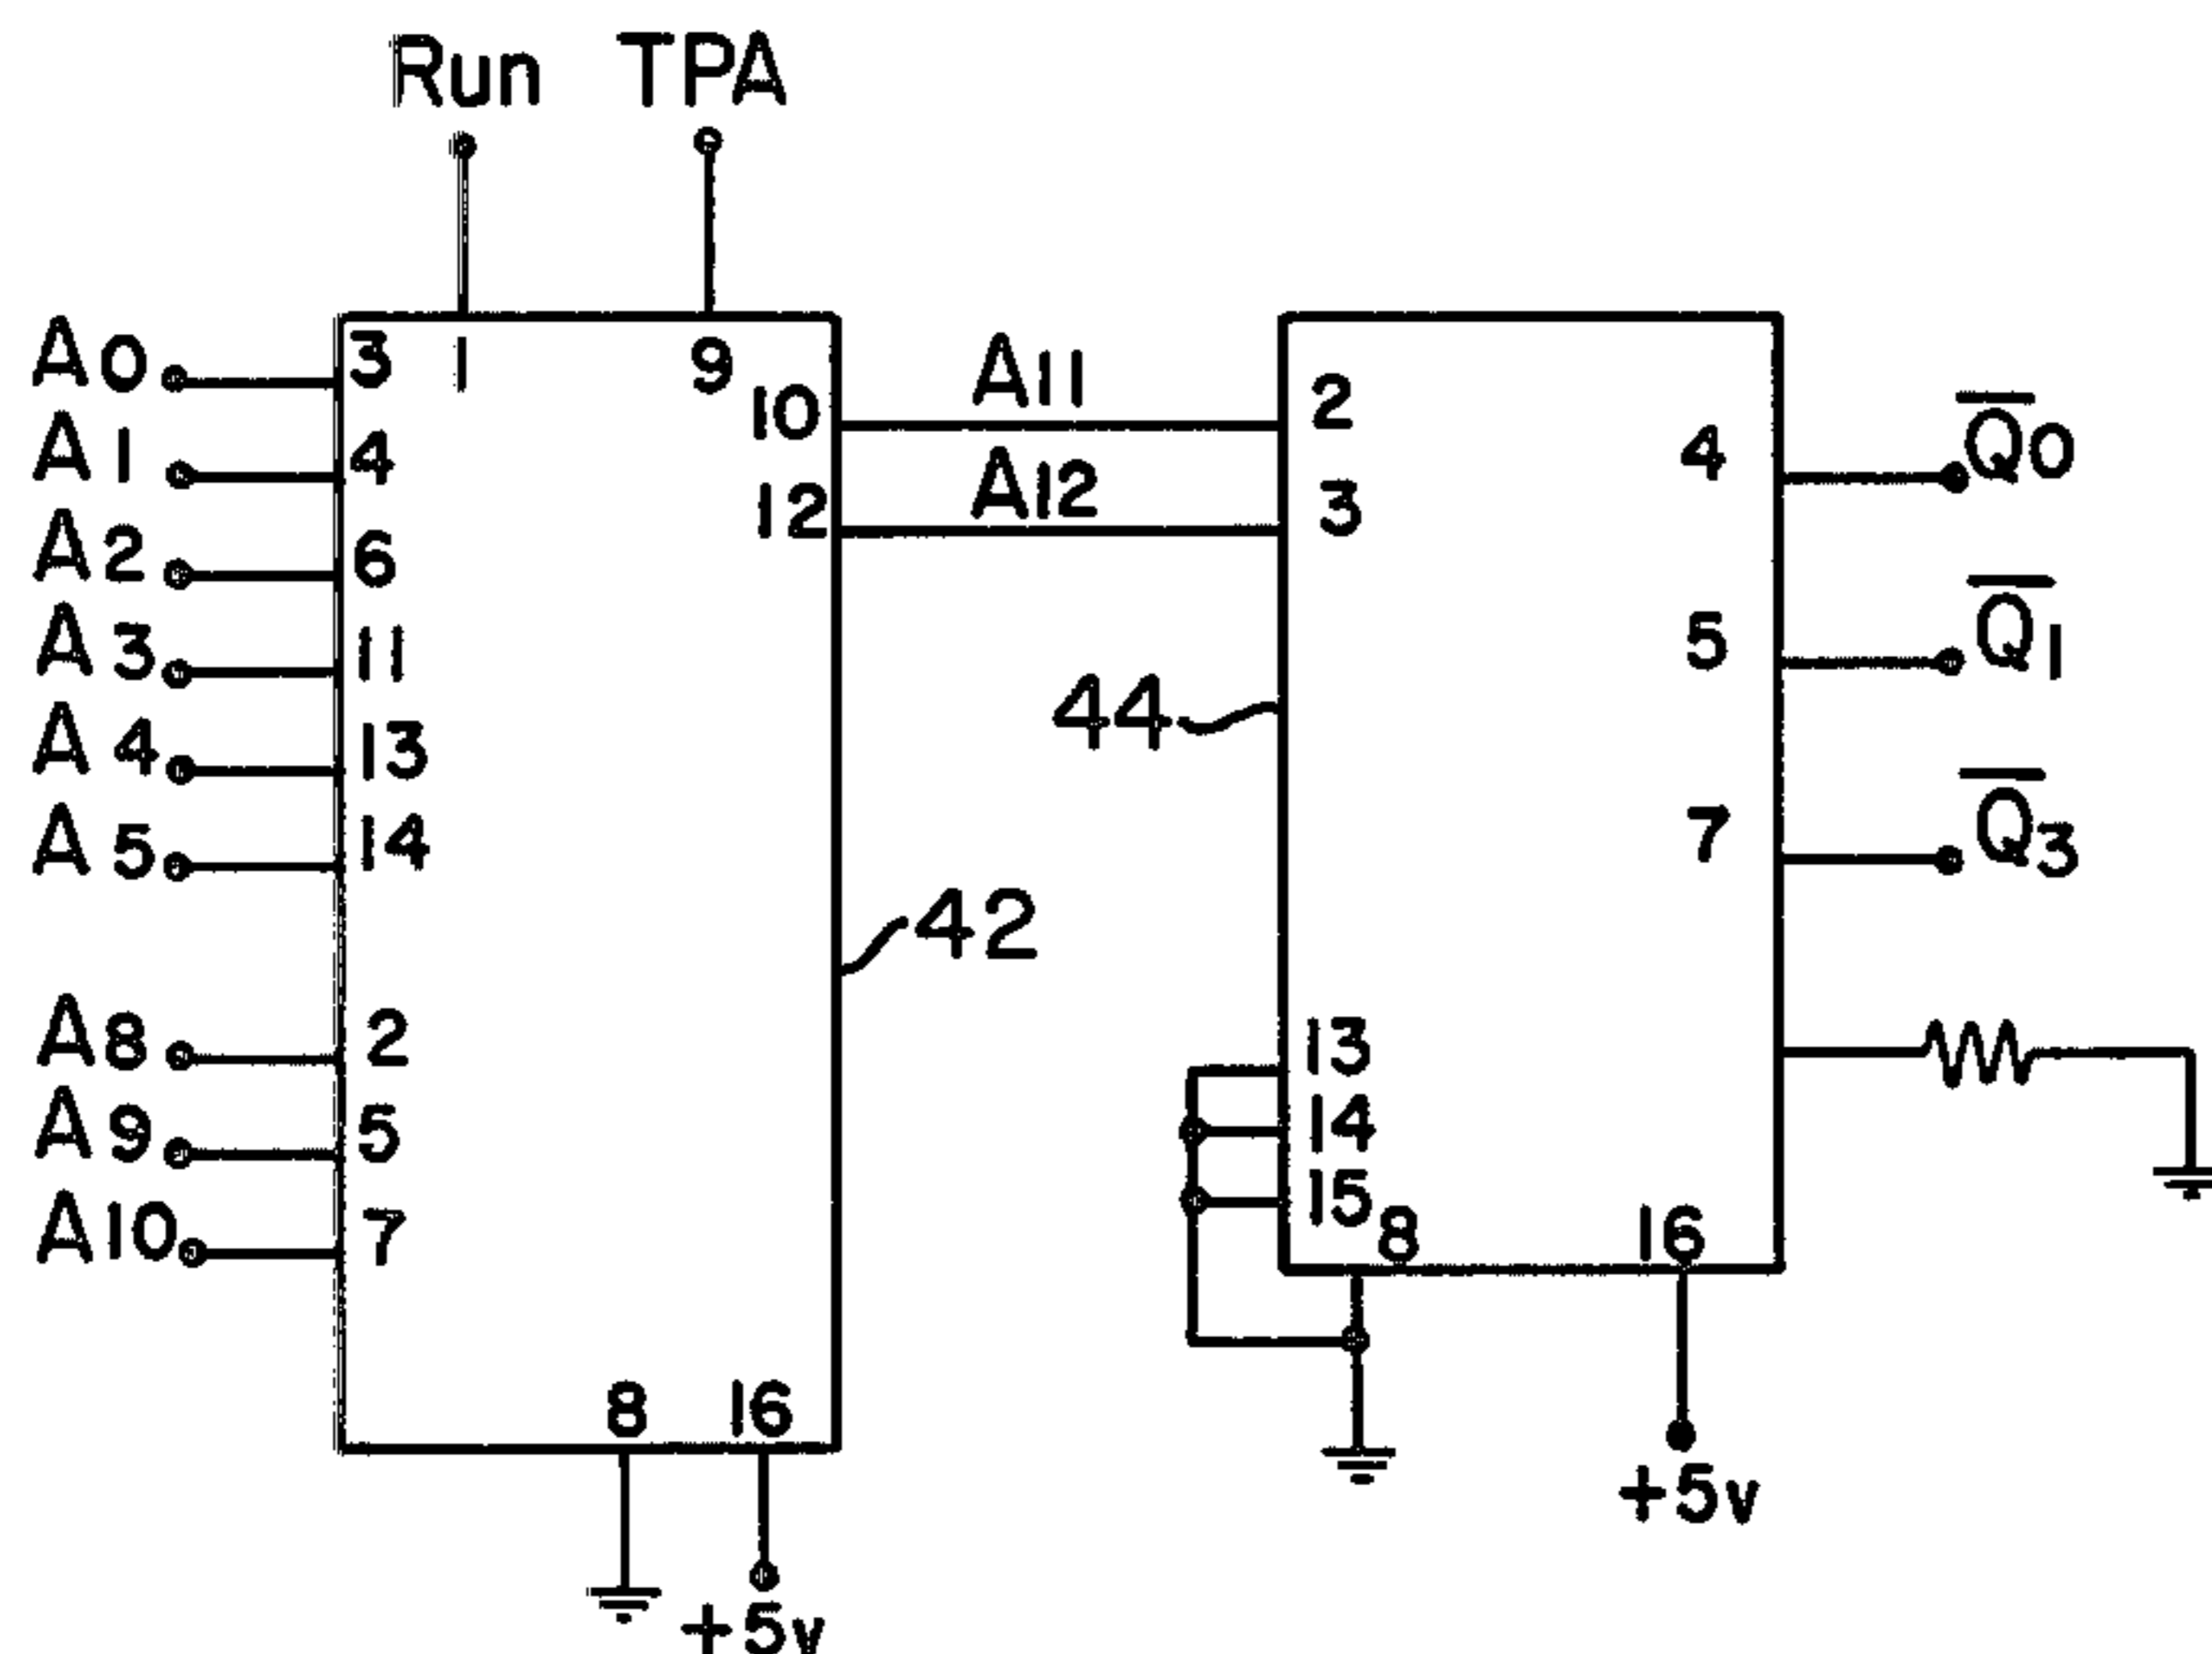 Run TPA
A0 3 1 9
10 A11 2
A1 4
12 A12 3
4 Q̅0
A2 6
A3 11
5 Q̅1
44
A4 13
A5 14
7 Q̅3
42
A8 2
13
A9 5
14
15
A10 7
8 16
8 16
+5v
+5v